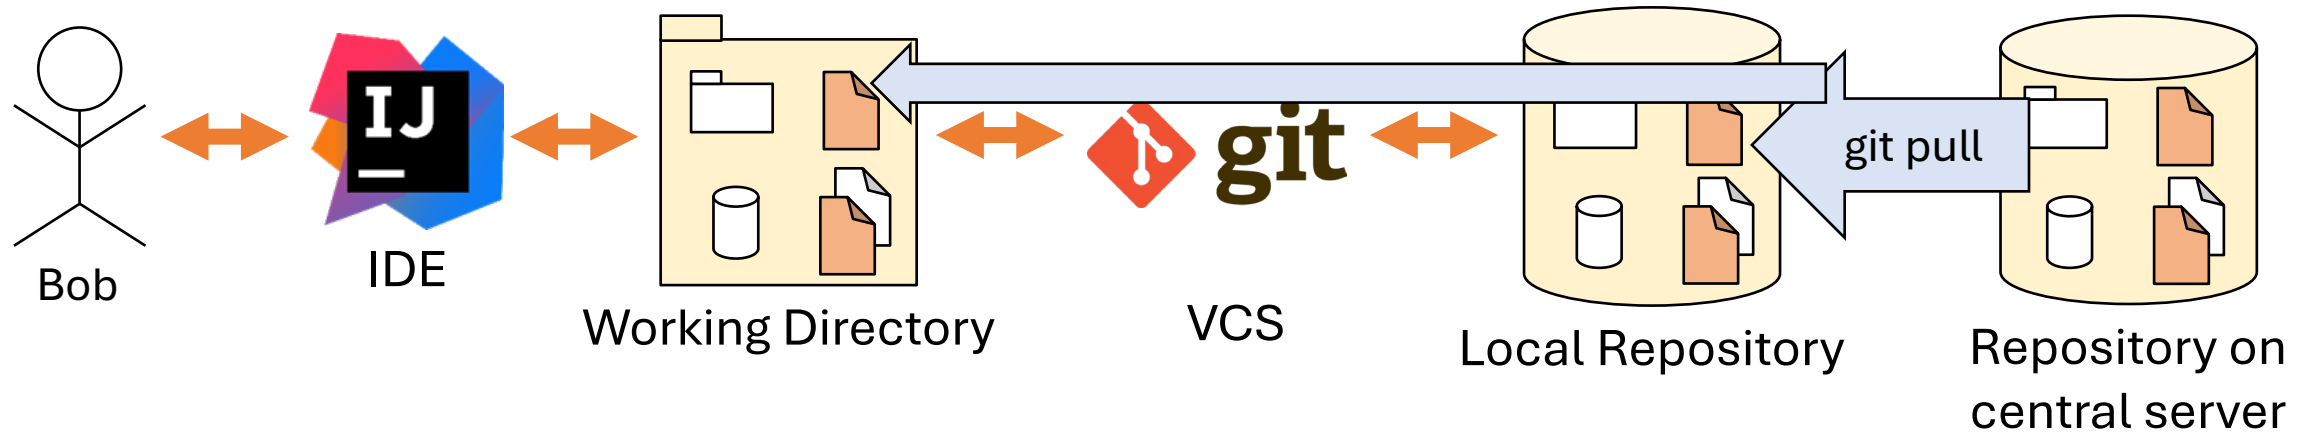 Bob
IJ
IDE
Working Directory
git
VCS
Local Repository
git pull
Repository on
central server